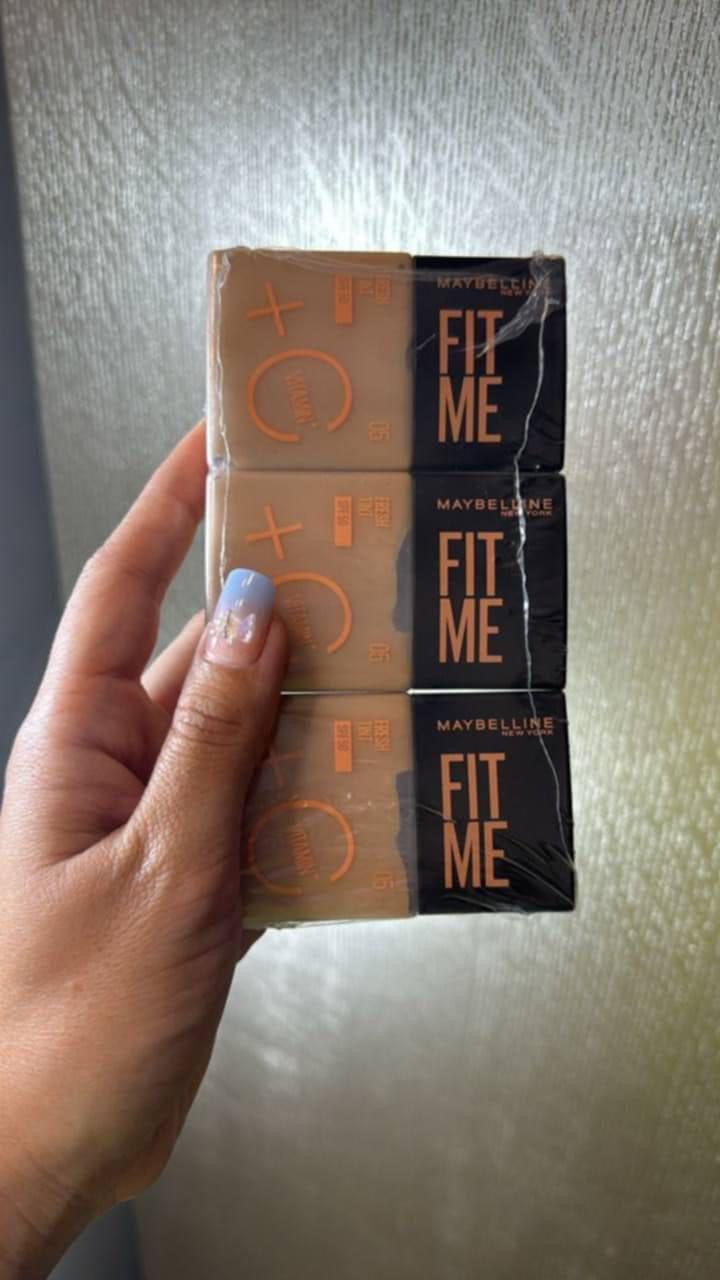 MAYBELLINE
NEW YORK
FIT
ME
FRESH
TINT
SPF 50
+
C
VITAMIN
05
MAYBELLINE
NEW YORK
FIT
ME
FRESH
TINT
SPF 50
+
C
05
MAYBELLINE
NEW YORK
FIT
ME
FRESH
TINT
SPF 50
+
C
VITAMIN
05